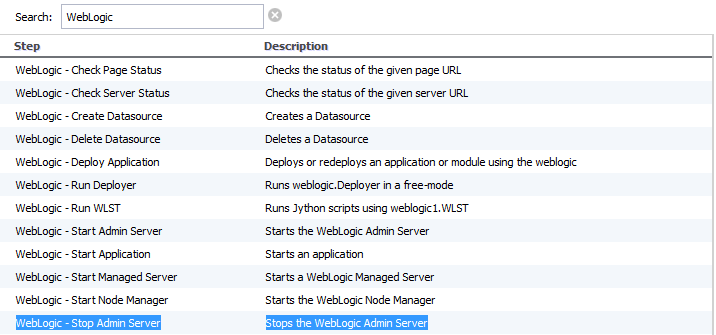 Search: WebLogic
Step Description
WebLogic - Check Page Status Checks the status of the given page URL
WebLogic - Check Server Status Checks the status of the given server URL
WebLogic - Create Datasource Creates a Datasource
WebLogic - Delete Datasource Deletes a Datasource
WebLogic - Deploy Application Deploys or redeploys an application or module using the weblogic
WebLogic - Run Deployer Runs weblogic.Deployer in a free-mode
WebLogic - Run WLST Runs Jython scripts using weblogic1.WLST
WebLogic - Start Admin Server Starts the WebLogic Admin Server
WebLogic - Start Application Starts an application
WebLogic - Start Managed Server Starts a WebLogic Managed Server
WebLogic - Start Node Manager Starts the WebLogic Node Manager
WebLogic - Stop Admin Server Stops the WebLogic Admin Server